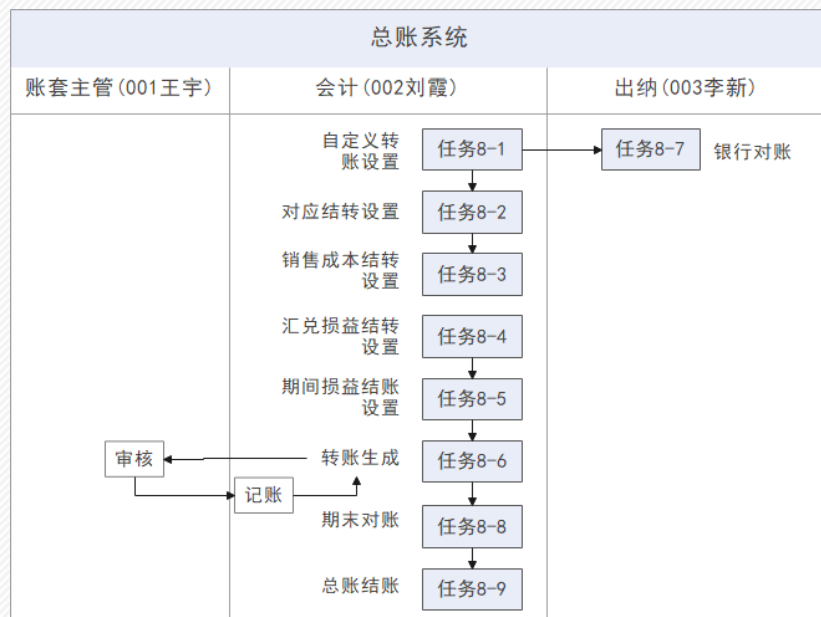 总账系统
账套主管(001王宇)
会计(002刘霞)
出纳(003李新)
自定义转
账设置
任务8-1
任务8-7
银行对账
对应结转设置
任务8-2
销售成本结转
设置
任务8-3
汇兑损益结转
设置
任务8-4
期间损益结账
设置
任务8-5
审核
转账生成
任务8-6
记账
期末对账
任务8-8
总账结账
任务8-9